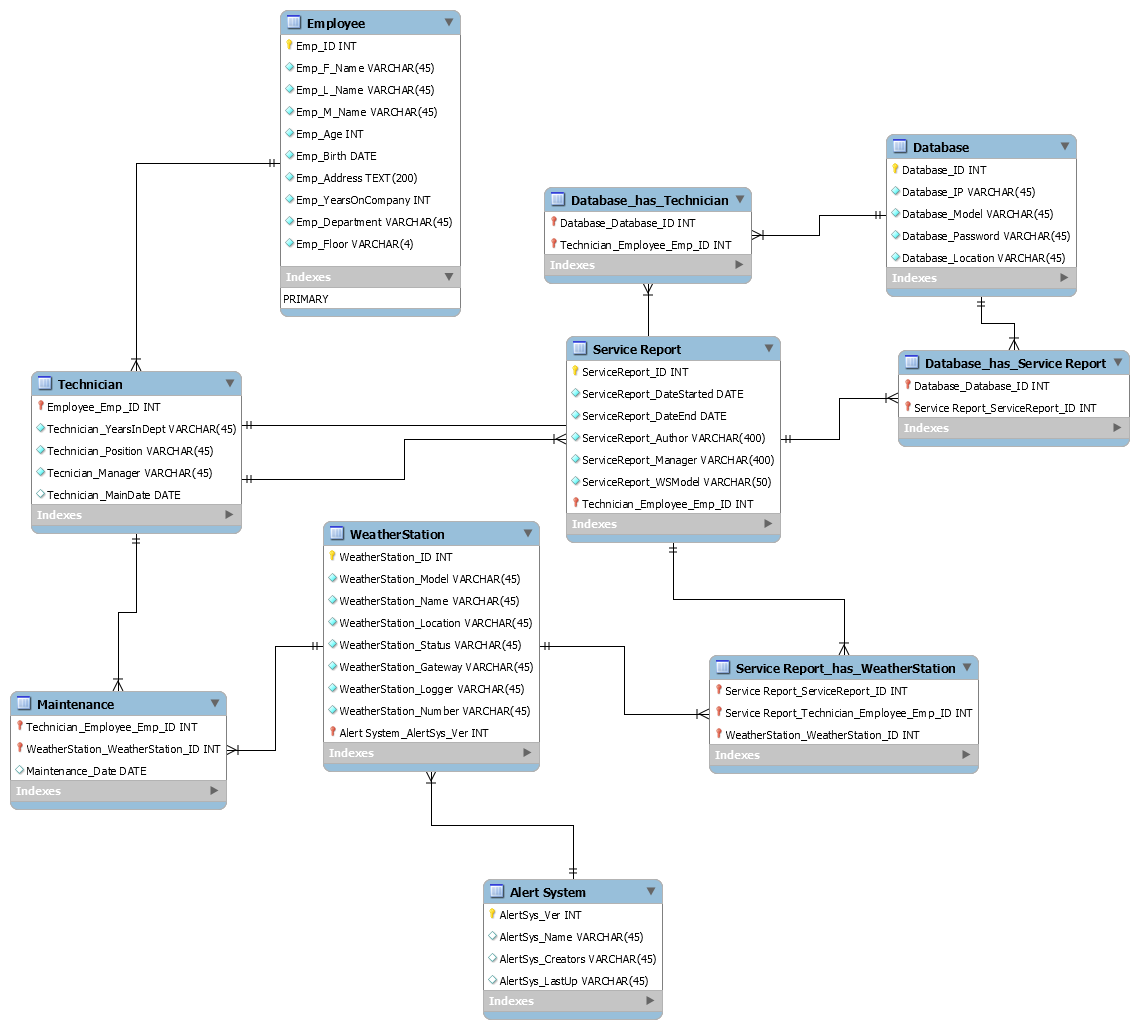 Employee
Emp_ID INT
Emp_F_Name VARCHAR(45)
Emp_L_Name VARCHAR(45)
Emp_M_Name VARCHAR(45)
Emp_Age INT
Emp_Birth DATE
Emp_Address TEXT(200)
Emp_YearsOnCompany INT
Emp_Department VARCHAR(45)
Emp_Floor VARCHAR(4)
Indexes
PRIMARY
Database
Database_ID INT
Database_IP VARCHAR(45)
Database_Model VARCHAR(45)
Database_Password VARCHAR(45)
Database_Location VARCHAR(45)
Indexes
Database_has_Technician
Database_Database_ID INT
Technician_Employee_Emp_ID INT
Indexes
Service Report
ServiceReport_ID INT
ServiceReport_DateStarted DATE
ServiceReport_DateEnd DATE
ServiceReport_Author VARCHAR(400)
ServiceReport_Manager VARCHAR(400)
ServiceReport_WSModel VARCHAR(50)
Technician_Employee_Emp_ID INT
Indexes
Database_has_Service Report
Database_Database_ID INT
Service Report_ServiceReport_ID INT
Indexes
Technician
Employee_Emp_ID INT
Technician_YearsInDept VARCHAR(45)
Technician_Position VARCHAR(45)
Tecnician_Manager VARCHAR(45)
Technician_MainDate DATE
Indexes
WeatherStation
WeatherStation_ID INT
WeatherStation_Model VARCHAR(45)
WeatherStation_Name VARCHAR(45)
WeatherStation_Location VARCHAR(45)
WeatherStation_Status VARCHAR(45)
WeatherStation_Gateway VARCHAR(45)
WeatherStation_Logger VARCHAR(45)
WeatherStation_Number VARCHAR(45)
Alert System_AlertSys_Ver INT
Indexes
Service Report_has_WeatherStation
Service Report_ServiceReport_ID INT
Service Report_Technician_Employee_Emp_ID INT
WeatherStation_WeatherStation_ID INT
Indexes
Maintenance
Technician_Employee_Emp_ID INT
WeatherStation_WeatherStation_ID INT
Maintenance_Date DATE
Indexes
Alert System
AlertSys_Ver INT
AlertSys_Name VARCHAR(45)
AlertSys_Creators VARCHAR(45)
AlertSys_LastUp VARCHAR(45)
Indexes